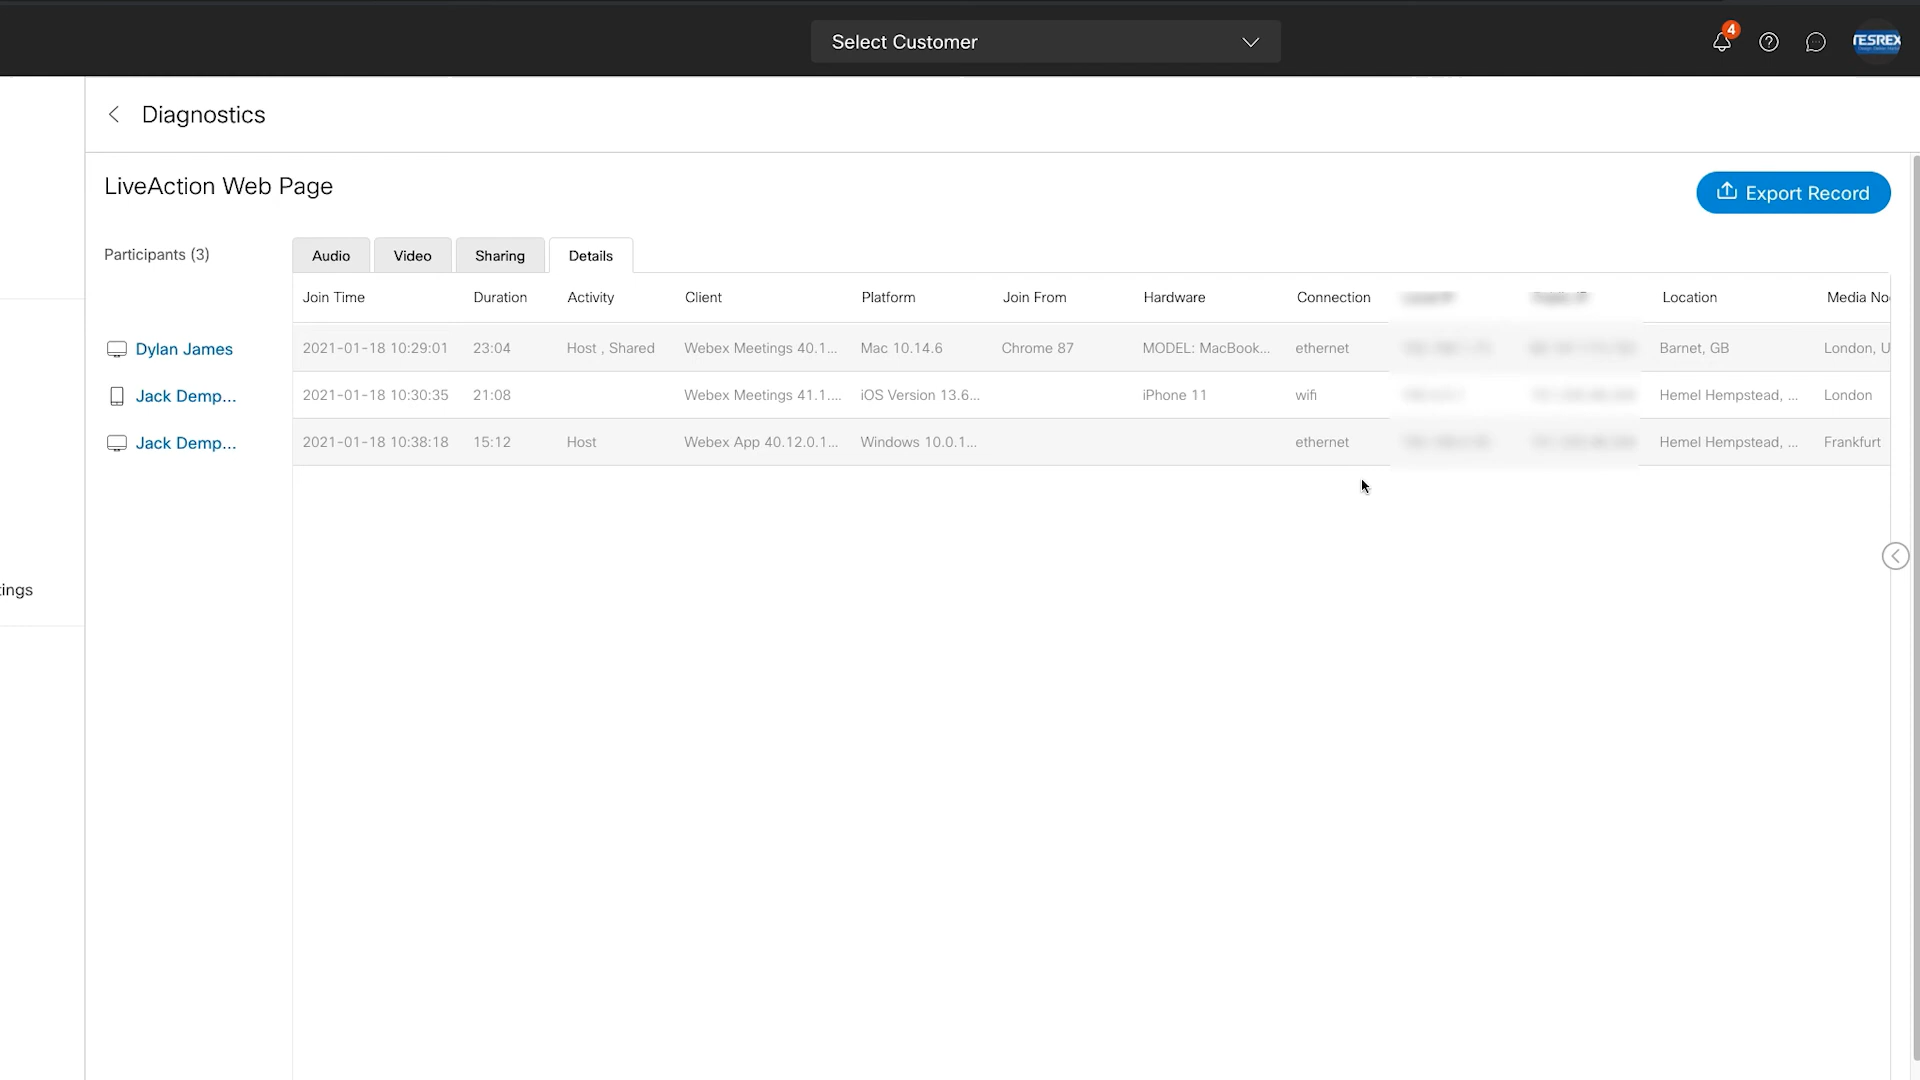 Select Customer
4
TESREX
Diagnostics
LiveAction Web Page
Export Record
Participants (3)
Audio Video Sharing Details
Join Time Duration Activity Client Platform Join From Hardware Connection Location Media No
Dylan James 2021-01-18 10:29:01 23:04 Host , Shared Webex Meetings 40.1... Mac 10.14.6 Chrome 87 MODEL: MacBook... ethernet Barnet, GB London, U
Jack Demp... 2021-01-18 10:30:35 21:08 Webex Meetings 41.1.... iOS Version 13.6... iPhone 11 wifi Hemel Hempstead, ... London
Jack Demp... 2021-01-18 10:38:18 15:12 Host Webex App 40.12.0.1... Windows 10.0.1... ethernet Hemel Hempstead, ... Frankfurt
tings